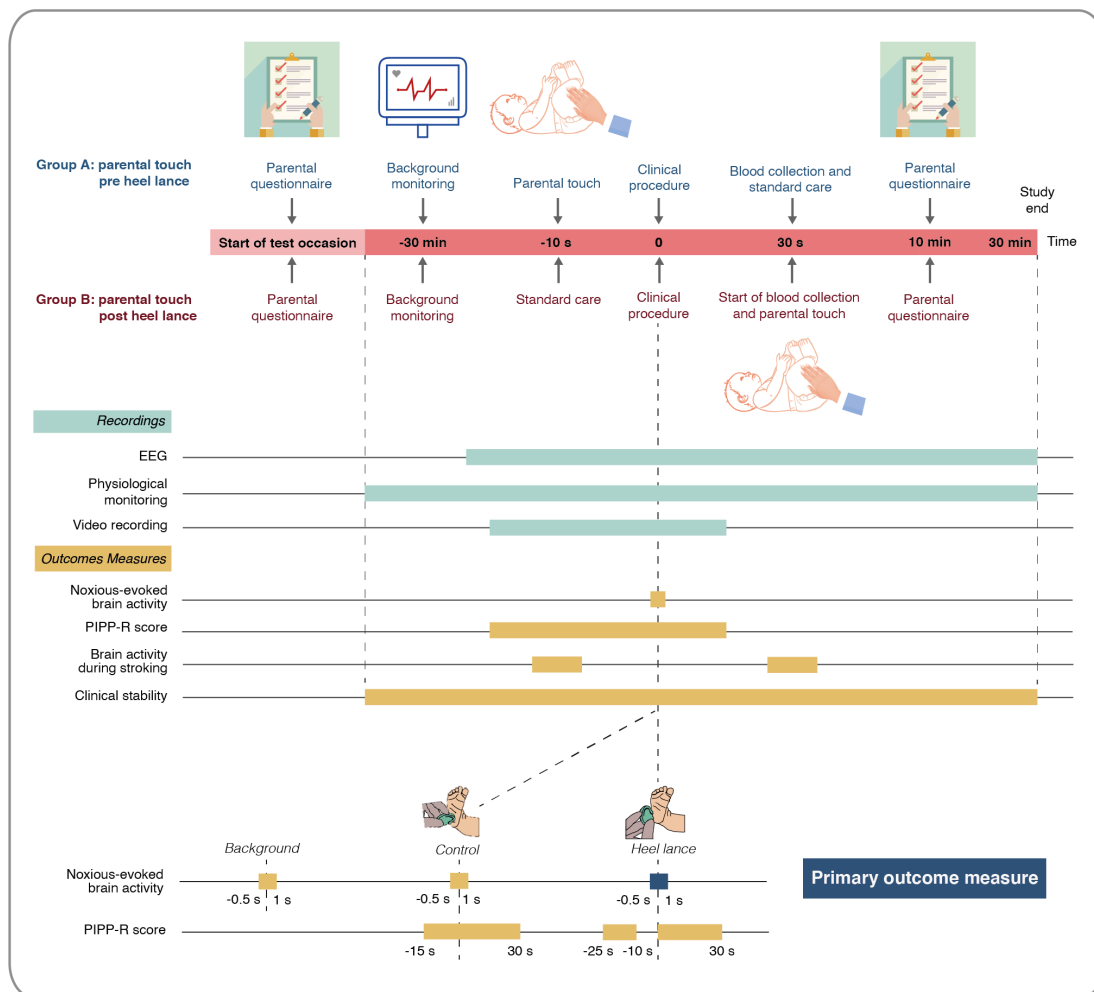 Group A: parental touch
pre heel lance
Parental
questionnaire
Background
monitoring
Parental touch
Clinical
procedure
Blood collection and
standard care
Parental
questionnaire
Study
end
Start of test occasion
-30 min
-10 s
0
30 s
10 min
30 min
Time
Group B: parental touch
post heel lance
Parental
questionnaire
Background
monitoring
Standard care
Clinical
procedure
Start of blood collection
and parental touch
Parental
questionnaire
Recordings
EEG
Physiological
monitoring
Video recording
Outcomes Measures
Noxious-evoked
brain activity
PIPP-R score
Brain activity
during stroking
Clinical stability
Background
Control
Heel lance
Noxious-evoked
brain activity
-0.5 s
1 s
-0.5 s
1 s
-0.5 s
1 s
Primary outcome measure
PIPP-R score
-15 s
30 s
-25 s
-10 s
30 s